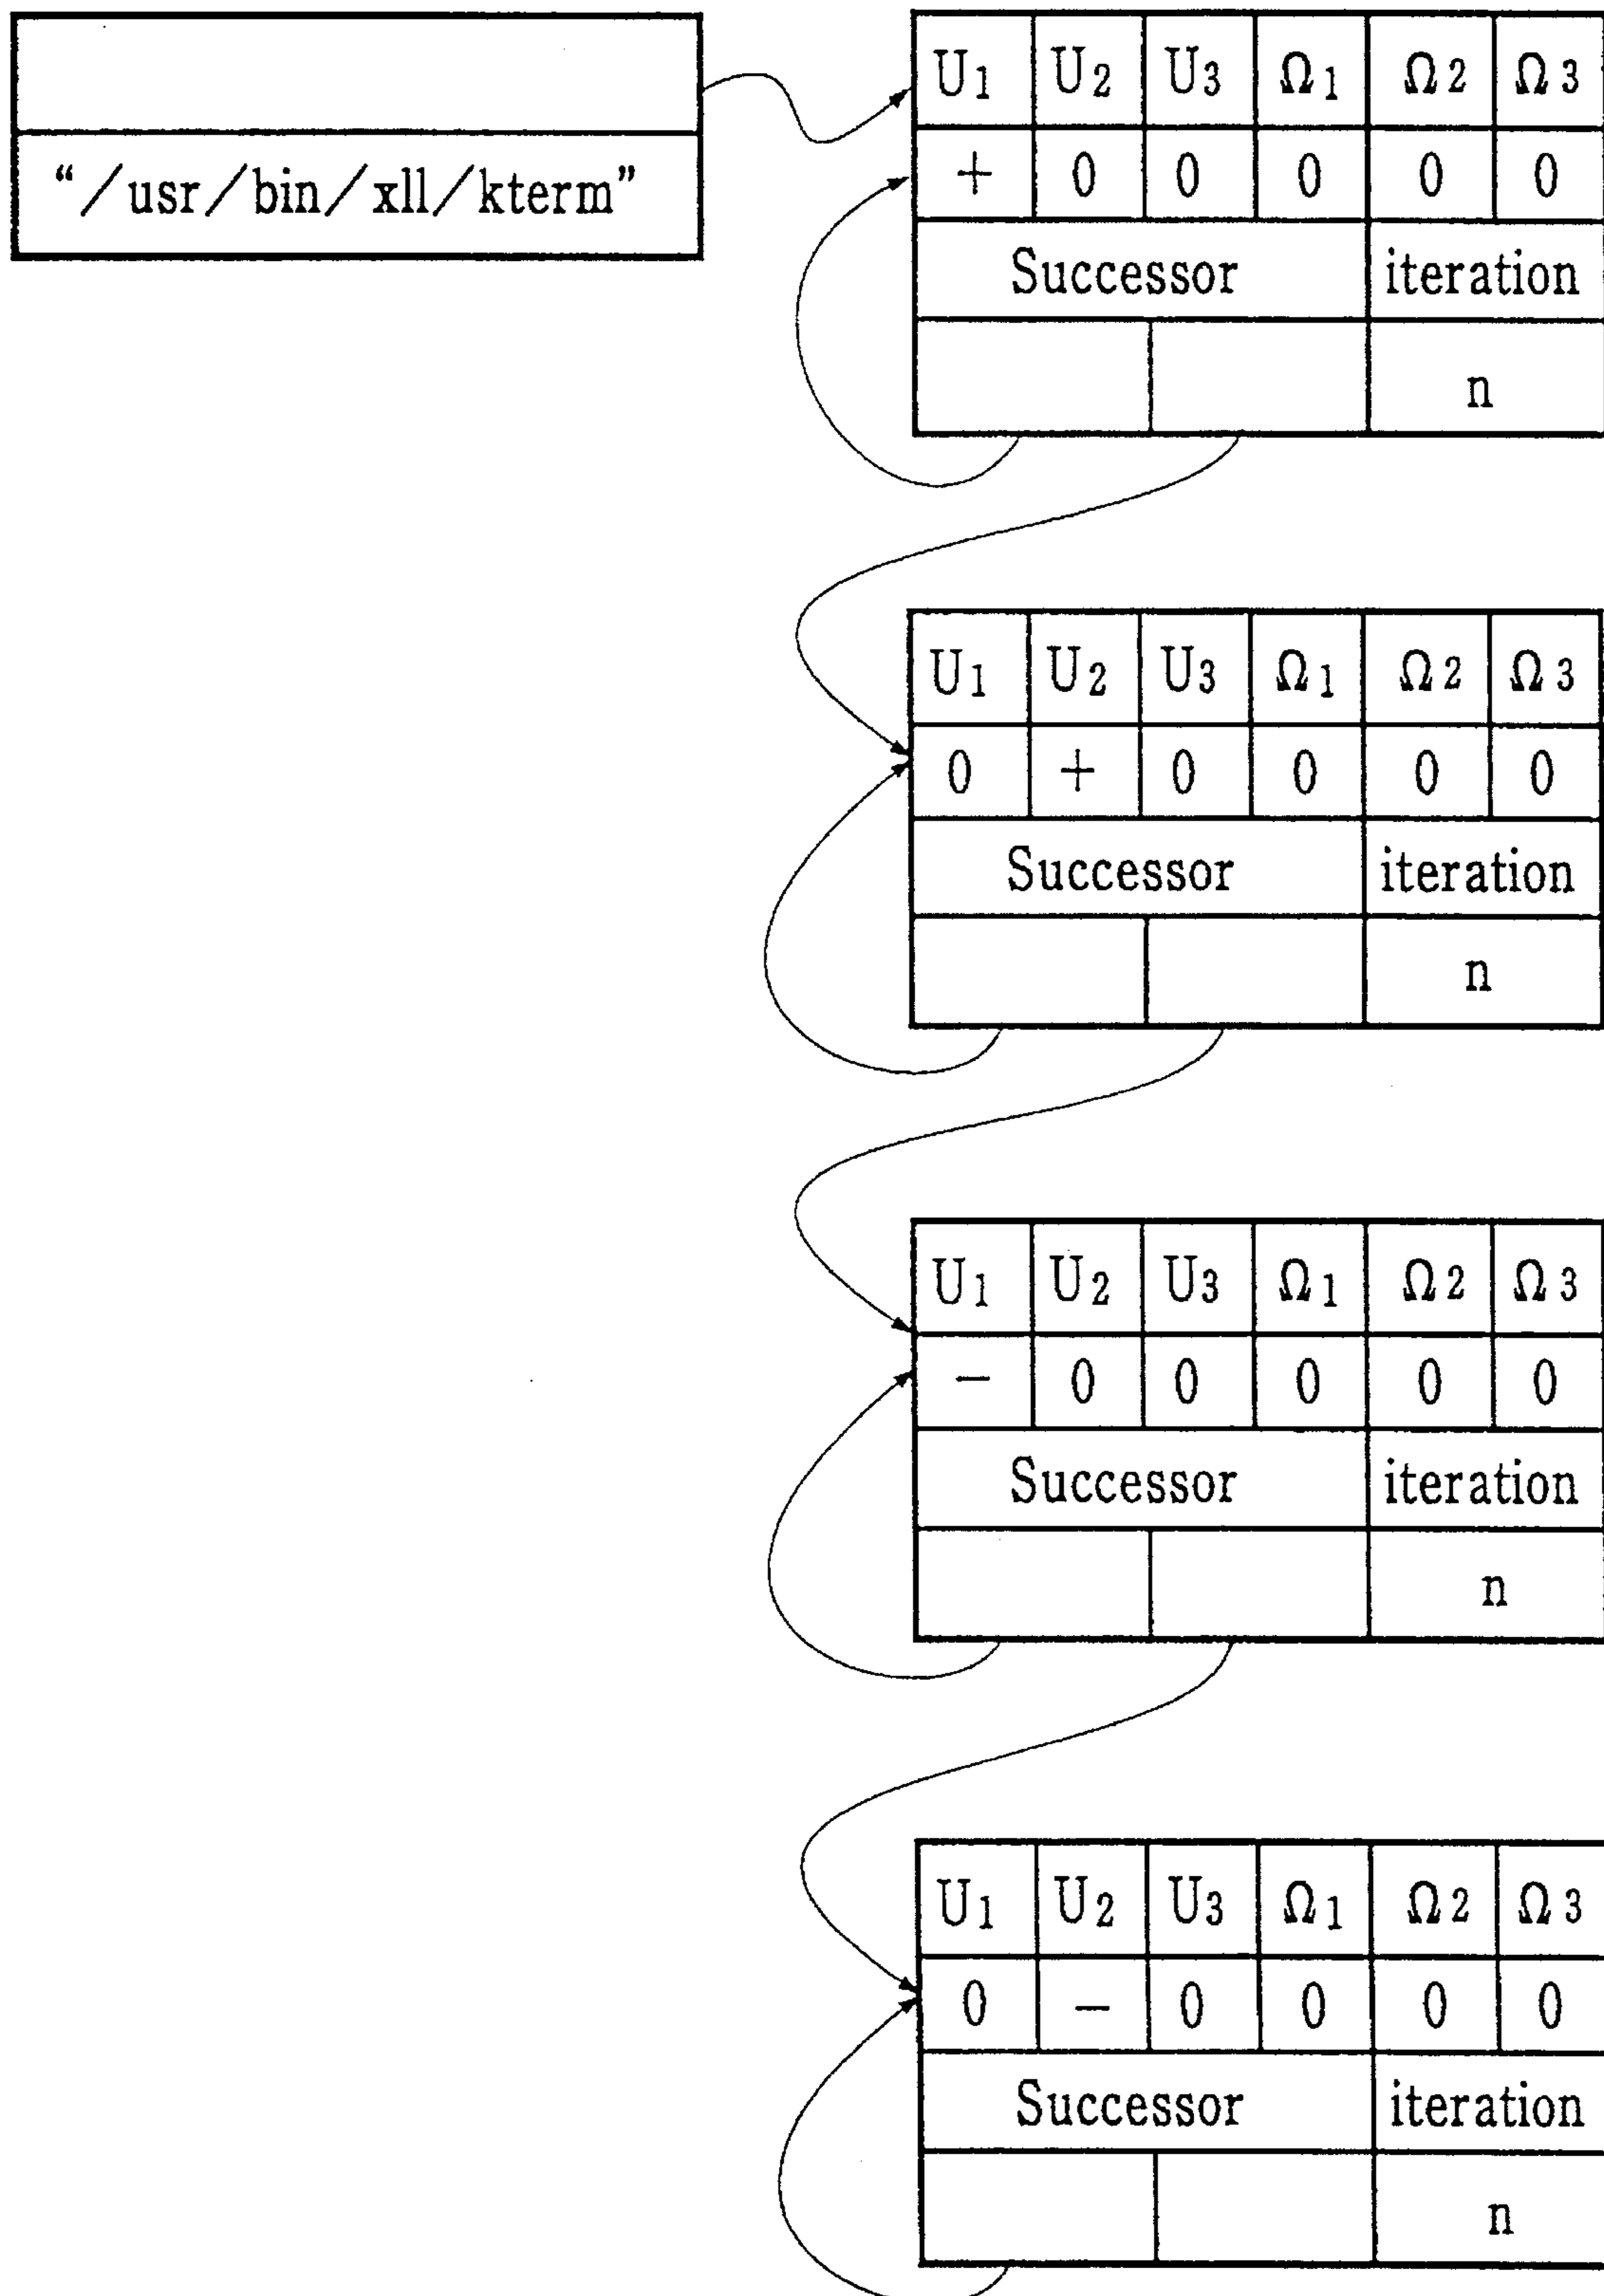 “/usr/bin/xll/kterm”
U1 U2 U3 Ω1 Ω2 Ω3
+ 0 0 0 0 0
Successor iteration
n
U1 U2 U3 Ω1 Ω2 Ω3
0 + 0 0 0 0
Successor iteration
n
U1 U2 U3 Ω1 Ω2 Ω3
− 0 0 0 0 0
Successor iteration
n
U1 U2 U3 Ω1 Ω2 Ω3
0 − 0 0 0 0
Successor iteration
n